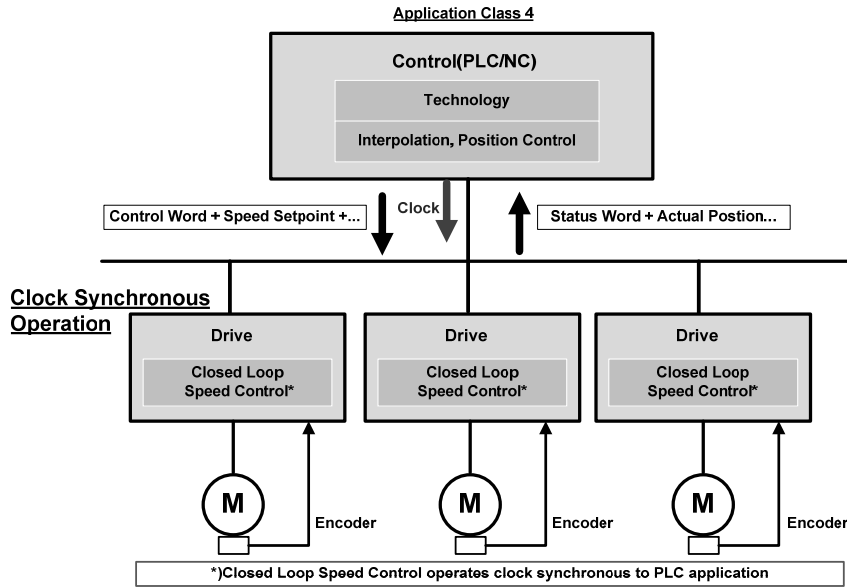 Application Class 4
Control(PLC/NC)
Technology
Interpolation, Position Control
Control Word + Speed Setpoint +...
Clock
Status Word + Actual Postion...
Clock Synchronous
Operation
Drive
Closed Loop
Speed Control*
Drive
Closed Loop
Speed Control*
Drive
Closed Loop
Speed Control*
M
Encoder
M
Encoder
M
Encoder
*)Closed Loop Speed Control operates clock synchronous to PLC application